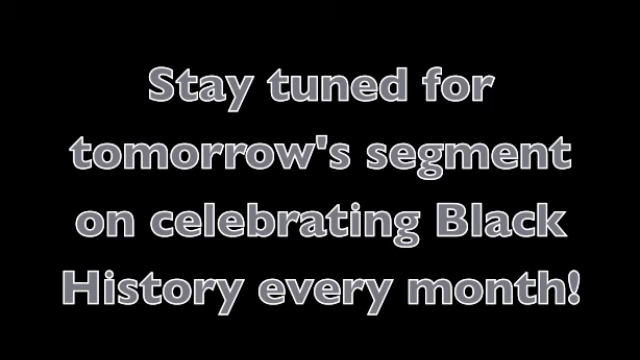 Stay tuned for
tomorrow's segment
on celebrating Black
History every month!